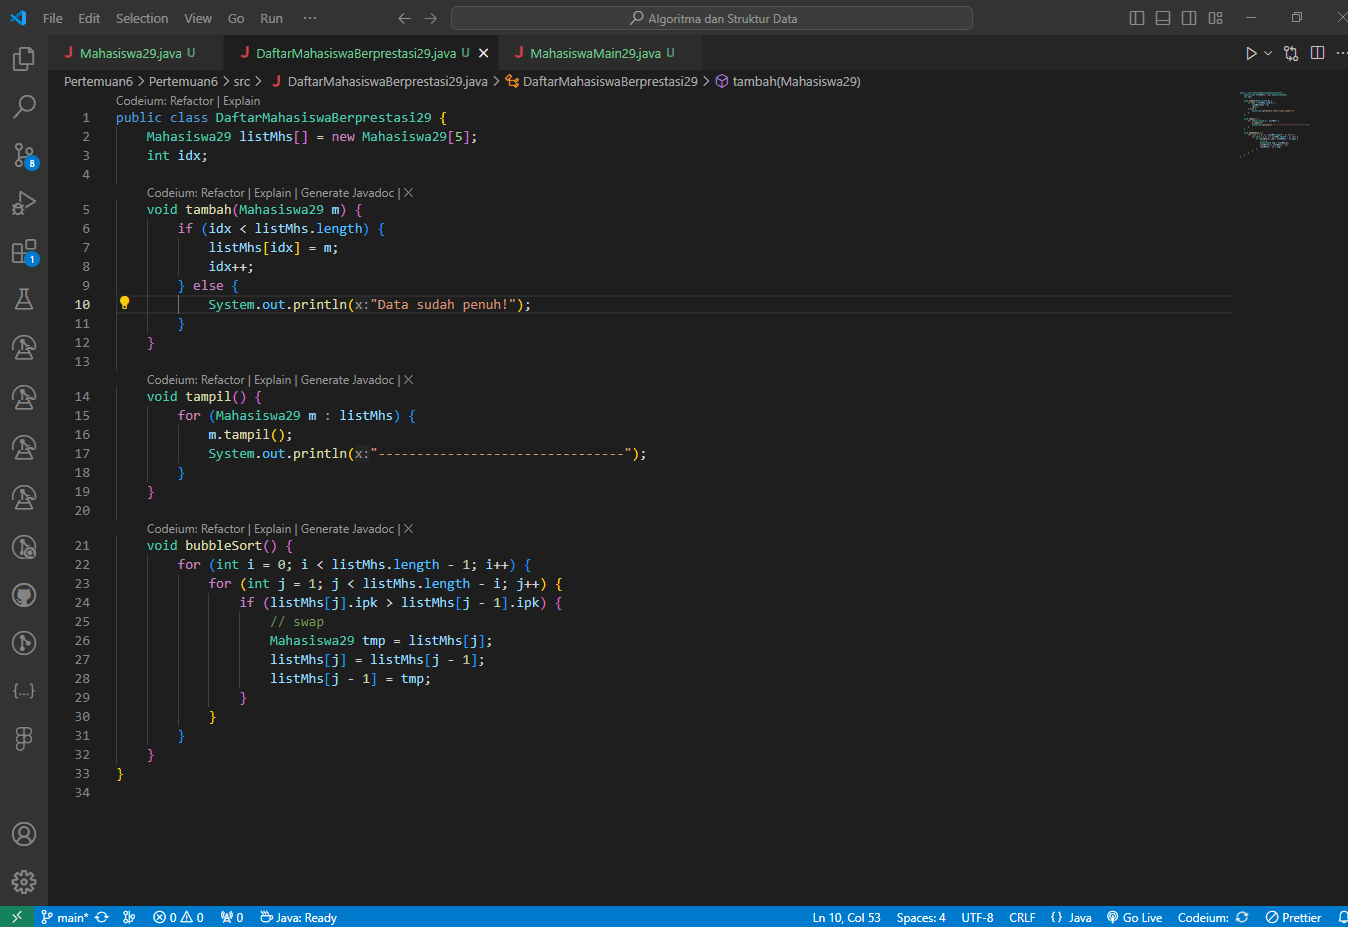 File Edit Selection View Go Run ··· Algoritma dan Struktur Data
J Mahasiswa29.java U J DaftarMahasiswaBerprestasi29.java U J MahasiswaMain29.java U
Pertemuan6 > Pertemuan6 > src > J DaftarMahasiswaBerprestasi29.java > DaftarMahasiswaBerprestasi29 > tambah(Mahasiswa29)
Codeium: Refactor | Explain
1 public class DaftarMahasiswaBerprestasi29 {
2 Mahasiswa29 listMhs[] = new Mahasiswa29[5];
3 int idx;
4
Codeium: Refactor | Explain | Generate Javadoc | X
5 void tambah(Mahasiswa29 m) {
6 if (idx < listMhs.length) {
7 listMhs[idx] = m;
8 idx++;
9 } else {
10 System.out.println(x:"Data sudah penuh!");
11 }
12 }
13
Codeium: Refactor | Explain | Generate Javadoc | X
14 void tampil() {
15 for (Mahasiswa29 m : listMhs) {
16 m.tampil();
17 System.out.println(x:"--------------------------------");
18 }
19 }
20
Codeium: Refactor | Explain | Generate Javadoc | X
21 void bubbleSort() {
22 for (int i = 0; i < listMhs.length - 1; i++) {
23 for (int j = 1; j < listMhs.length - i; j++) {
24 if (listMhs[j].ipk > listMhs[j - 1].ipk) {
25 // swap
26 Mahasiswa29 tmp = listMhs[j];
27 listMhs[j] = listMhs[j - 1];
28 listMhs[j - 1] = tmp;
29 }
30 }
31 }
32 }
33 }
34
8
1
main* 0 0 0 Java: Ready Ln 10, Col 53 Spaces: 4 UTF-8 CRLF {} Java Go Live Codeium: Prettier